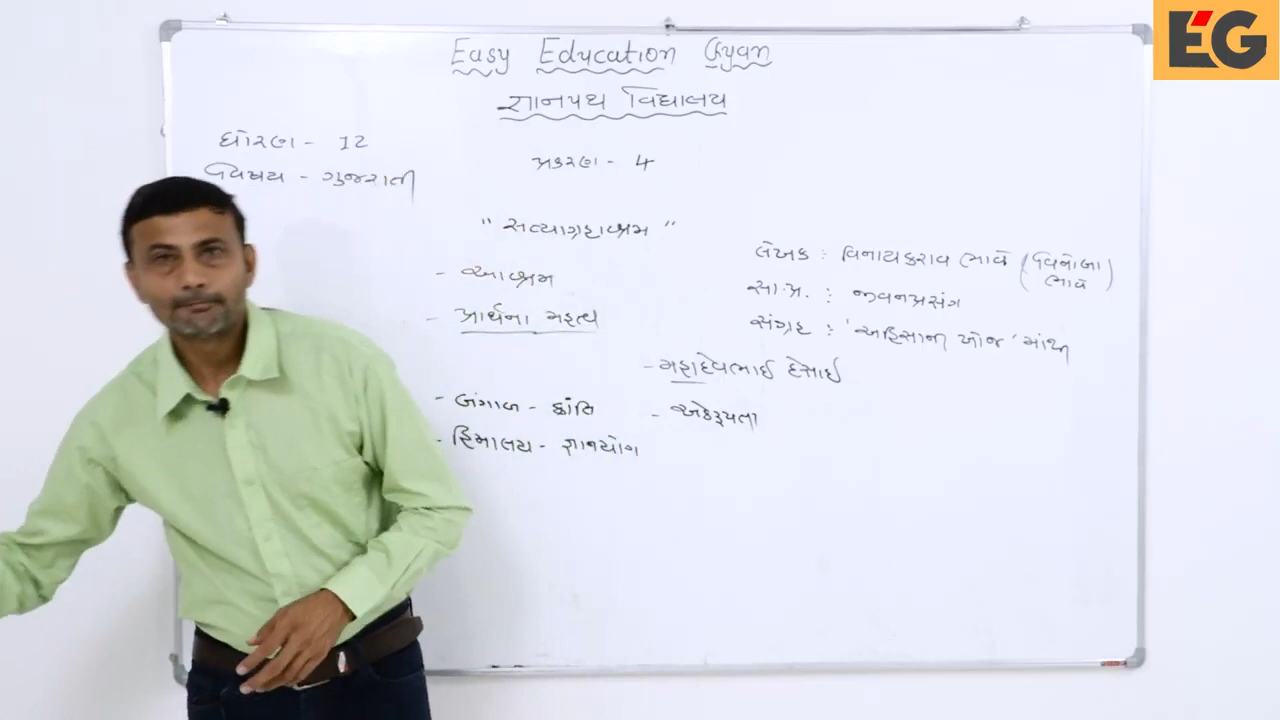 EG
Easy Education Gyan
જ્ઞાનપથ વિદ્યાલય
ધોરણ - 12
વિષય - ગુજરાતી
પ્રકરણ - 4
" સત્યાગ્રહાશ્રમ "
લેખક : વિનાયકરાવ ભાવે (વિનોબા ભાવે)
સા.પ્ર. : જીવનપ્રસંગ
સંગ્રહ : 'અહિંસાની ખોજ' માંથી
- આશ્રમ
- પ્રાર્થના મહત્વ
- મહાદેવભાઈ દેસાઈ
- બંગાળ - ક્રાંતિ
- એકરૂપતા
- હિમાલય - જ્ઞાનયોગ